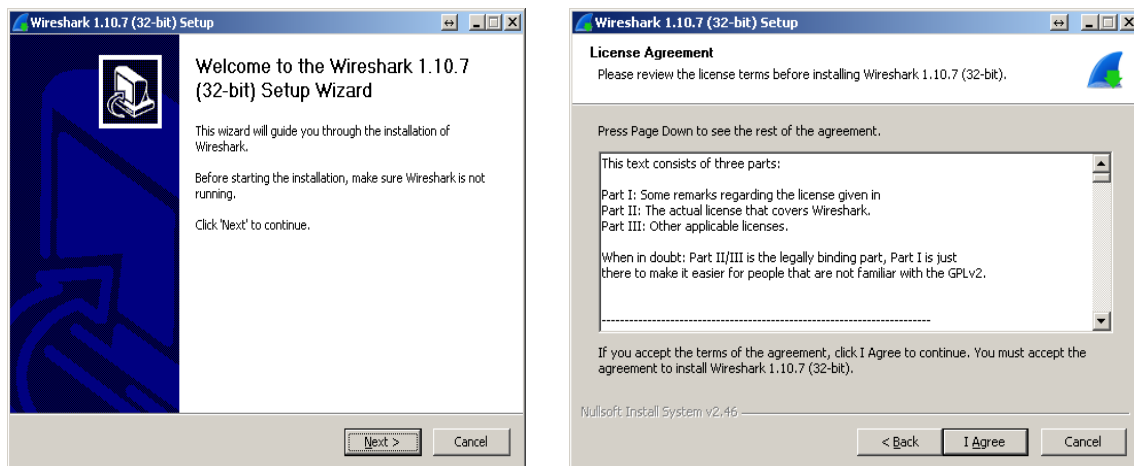 Wireshark 1.10.7 (32-bit) Setup
Welcome to the Wireshark 1.10.7
(32-bit) Setup Wizard
This wizard will guide you through the installation of
Wireshark.
Before starting the installation, make sure Wireshark is not
running.
Click 'Next' to continue.
Next >
Cancel
Wireshark 1.10.7 (32-bit) Setup
License Agreement
Please review the license terms before installing Wireshark 1.10.7 (32-bit).
Press Page Down to see the rest of the agreement.
This text consists of three parts:
Part I: Some remarks regarding the license given in
Part II: The actual license that covers Wireshark.
Part III: Other applicable licenses.
When in doubt: Part II/III is the legally binding part, Part I is just
there to make it easier for people that are not familiar with the GPLv2.
------------------------------------------------------------------------
If you accept the terms of the agreement, click I Agree to continue. You must accept the
agreement to install Wireshark 1.10.7 (32-bit).
Nullsoft Install System v2.46
< Back
I Agree
Cancel